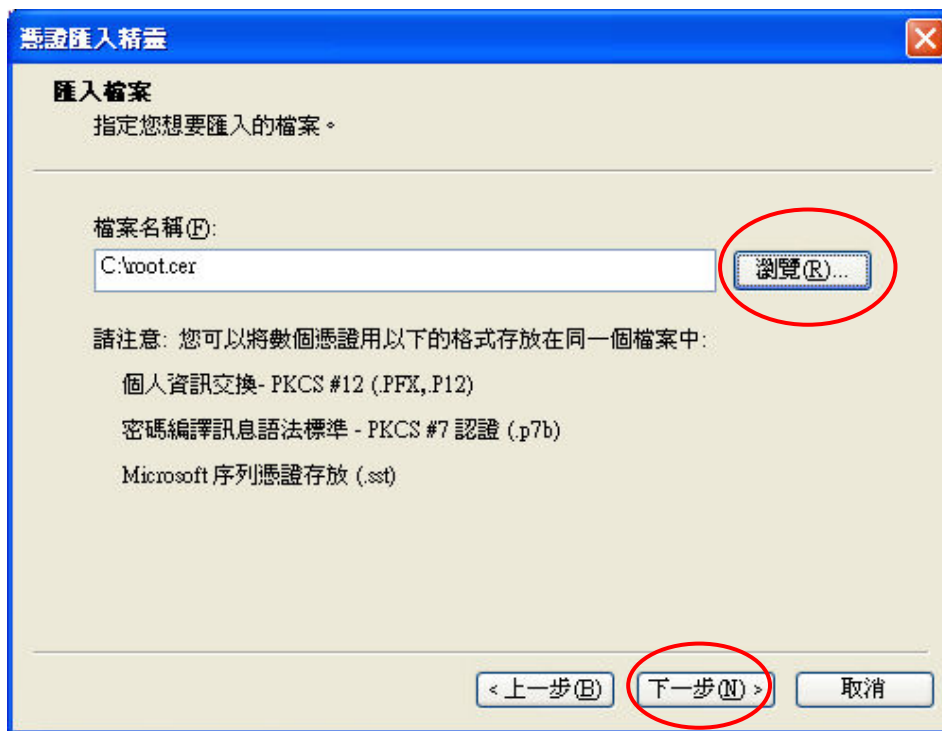 憑證匯入精靈
匯入檔案
指定您想要匯入的檔案。
檔案名稱(F):
C:\root.cer
瀏覽(R)...
請注意: 您可以將數個憑證用以下的格式存放在同一個檔案中:
個人資訊交換- PKCS #12 (.PFX,.P12)
密碼編譯訊息語法標準 - PKCS #7 認證 (.p7b)
Microsoft 序列憑證存放 (.sst)
< 上一步(B) 下一步(N) > 取消